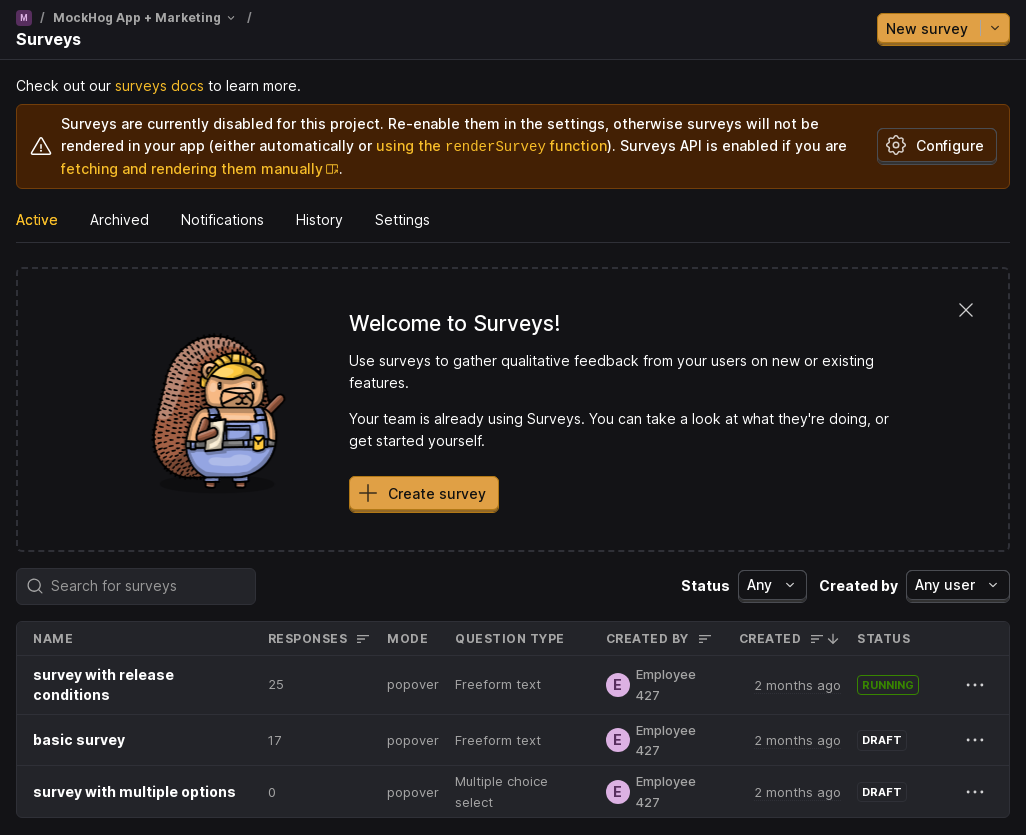 M / MockHog App + Marketing /
Surveys
New survey
Check out our surveys docs to learn more.
Surveys are currently disabled for this project. Re-enable them in the settings, otherwise surveys will not be
rendered in your app (either automatically or using the renderSurvey function). Surveys API is enabled if you are
fetching and rendering them manually.
Configure
Active Archived Notifications History Settings
Welcome to Surveys!
Use surveys to gather qualitative feedback from your users on new or existing
features.
Your team is already using Surveys. You can take a look at what they're doing, or
get started yourself.
Create survey
Search for surveys
Status Any Created by Any user
NAME RESPONSES MODE QUESTION TYPE CREATED BY CREATED STATUS
survey with release
conditions
25 popover Freeform text E Employee
427
2 months ago RUNNING
basic survey 17 popover Freeform text E Employee
427
2 months ago DRAFT
survey with multiple options 0 popover Multiple choice
select
E Employee
427
2 months ago DRAFT